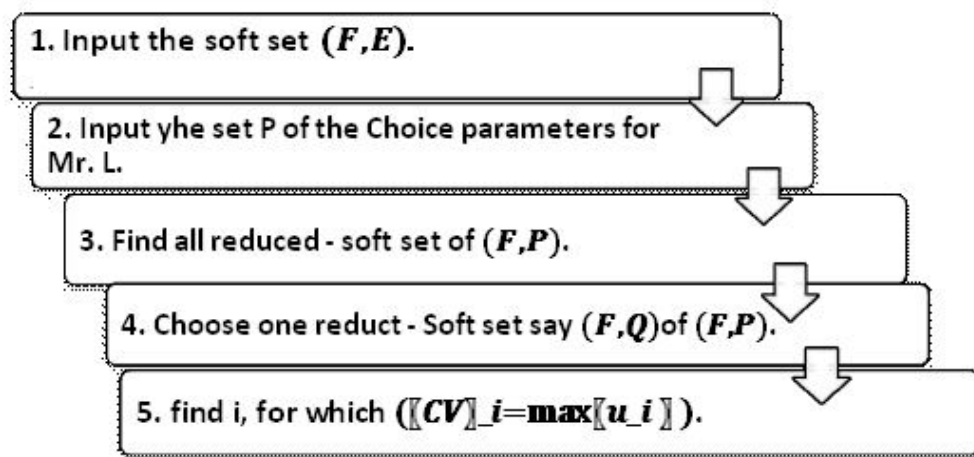 1. Input the soft set (F,E).
2. Input yhe set P of the Choice parameters for
Mr. L.
3. Find all reduced - soft set of (F,P).
4. Choose one reduct - Soft set say (F,Q)of (F,P).
5. find i, for which (〖CV〗_i=max〖u_i 〗).